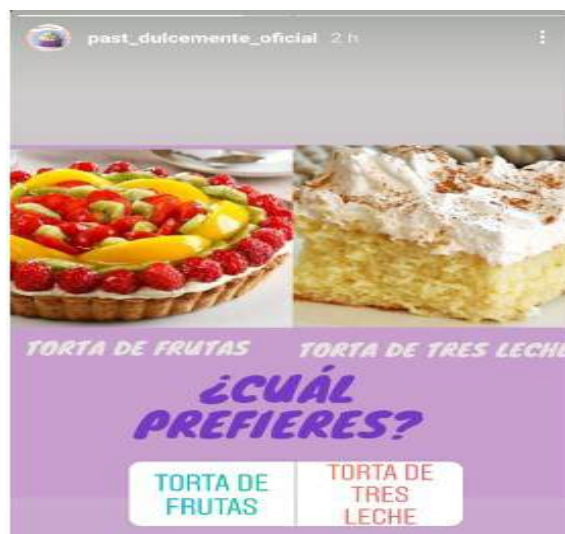 past_dulcemente_oficial 2 h
TORTA DE FRUTAS
TORTA DE TRES LECHE
¿CUÁL
PREFIERES?
TORTA DE
FRUTAS
TORTA DE
TRES
LECHE